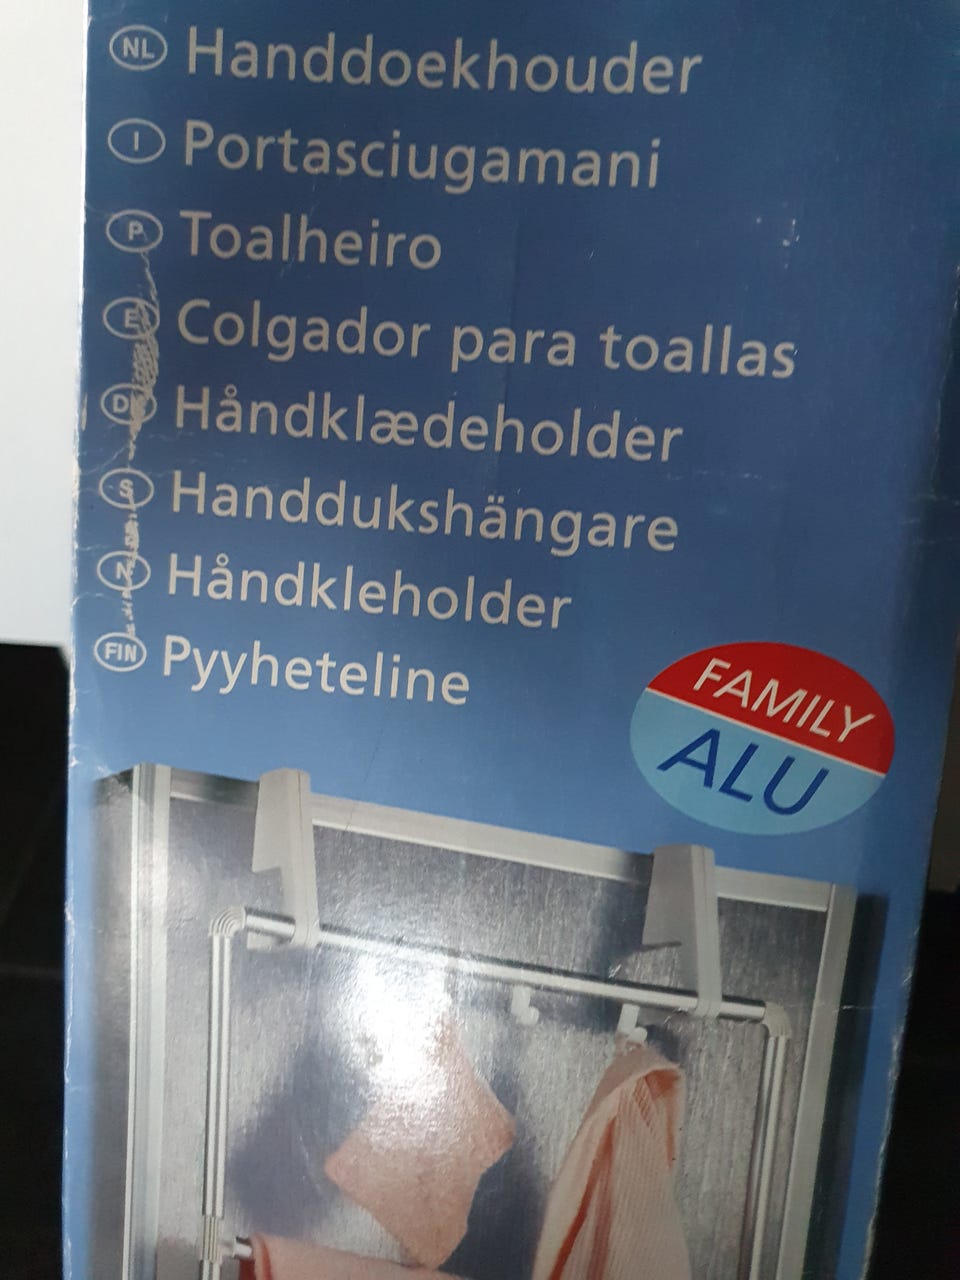 NL Handdoekhouder
I Portasciugamani
P Toalheiro
E Colgador para toallas
D Håndklædeholder
S Handdukshängare
N Håndkleholder
FIN Pyyheteline
FAMILY
ALU